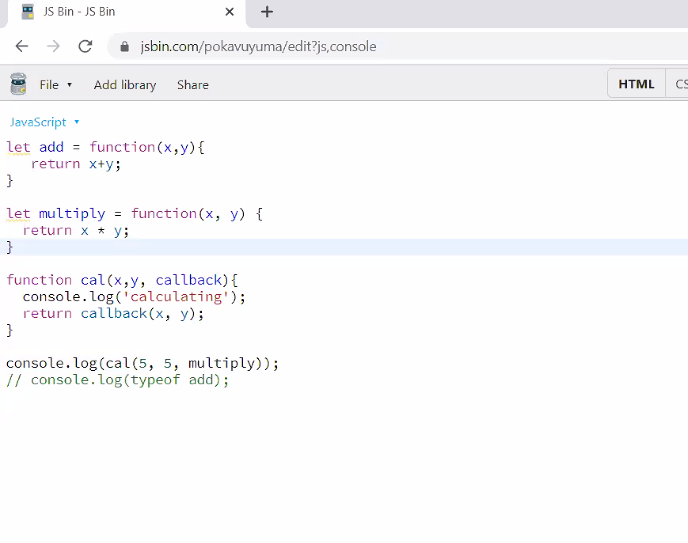 JS Bin - JS Bin
jsbin.com/pokavuyuma/edit?js,console
File Add library Share HTML CS
JavaScript
let add = function(x,y){
   return x+y;
}
let multiply = function(x, y) {
  return x * y;
}
function cal(x,y, callback){
  console.log('calculating');
  return callback(x, y);
}
console.log(cal(5, 5, multiply));
// console.log(typeof add);